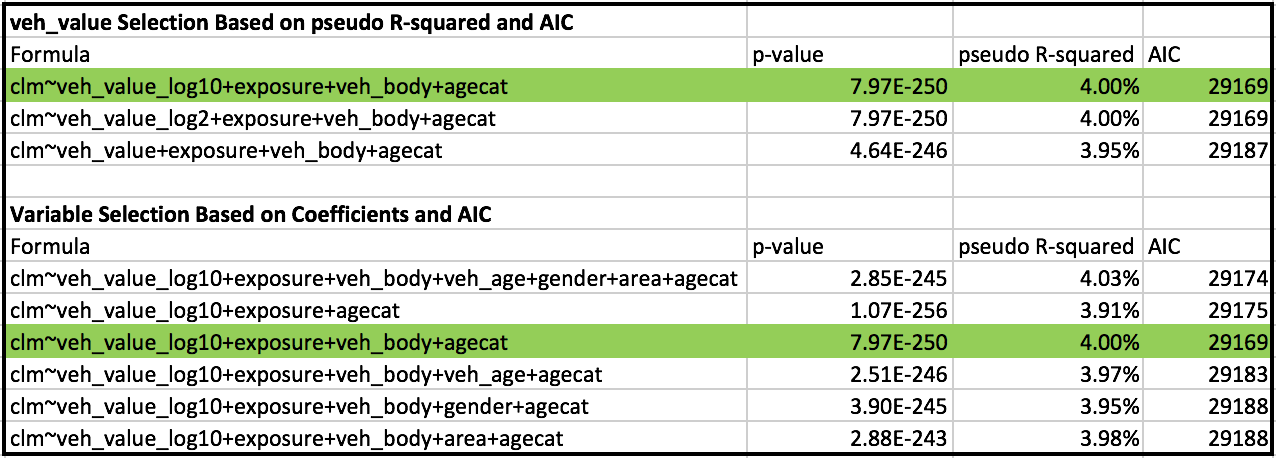 veh_value Selection Based on pseudo R-squared and AIC
Formula p-value pseudo R-squared AIC
clm~veh_value_log10+exposure+veh_body+agecat 7.97E-250 4.00% 29169
clm~veh_value_log2+exposure+veh_body+agecat 7.97E-250 4.00% 29169
clm~veh_value+exposure+veh_body+agecat 4.64E-246 3.95% 29187
Variable Selection Based on Coefficients and AIC
Formula p-value pseudo R-squared AIC
clm~veh_value_log10+exposure+veh_body+veh_age+gender+area+agecat 2.85E-245 4.03% 29174
clm~veh_value_log10+exposure+agecat 1.07E-256 3.91% 29175
clm~veh_value_log10+exposure+veh_body+agecat 7.97E-250 4.00% 29169
clm~veh_value_log10+exposure+veh_body+veh_age+agecat 2.51E-246 3.97% 29183
clm~veh_value_log10+exposure+veh_body+gender+agecat 3.90E-245 3.95% 29188
clm~veh_value_log10+exposure+veh_body+area+agecat 2.88E-243 3.98% 29188